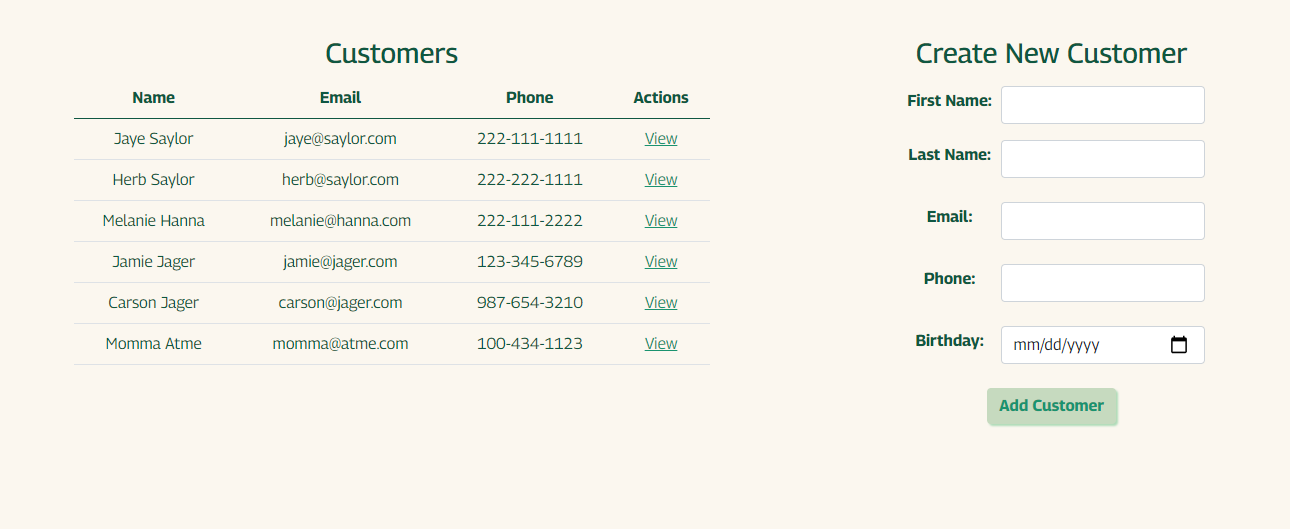 Customers
Name Email Phone Actions
Jaye Saylor jaye@saylor.com 222-111-1111 View
Herb Saylor herb@saylor.com 222-222-1111 View
Melanie Hanna melanie@hanna.com 222-111-2222 View
Jamie Jager jamie@jager.com 123-345-6789 View
Carson Jager carson@jager.com 987-654-3210 View
Momma Atme momma@atme.com 100-434-1123 View
Create New Customer
First Name:
Last Name:
Email:
Phone:
Birthday: mm/dd/yyyy
Add Customer